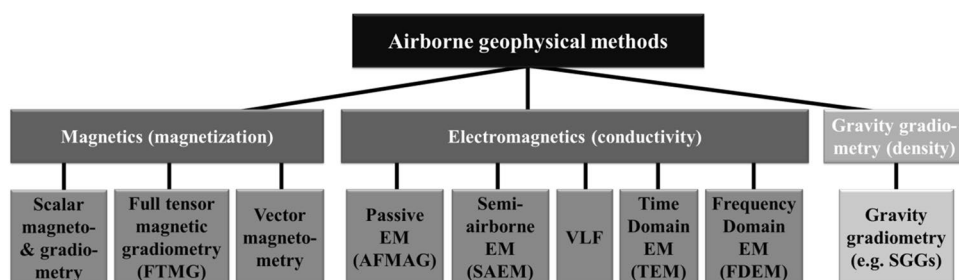 Airborne geophysical methods
Magnetics (magnetization)
Electromagnetics (conductivity)
Gravity gradio-
metry (density)
Scalar
magneto-
& gradio-
metry
Full tensor
magnetic
gradiometry
(FTMG)
Vector
magneto-
metry
Passive
EM
(AFMAG)
Semi-
airborne
EM
(SAEM)
VLF
Time
Domain
EM
(TEM)
Frequency
Domain
EM
(FDEM)
Gravity
gradiometry
(e.g. SGGs)